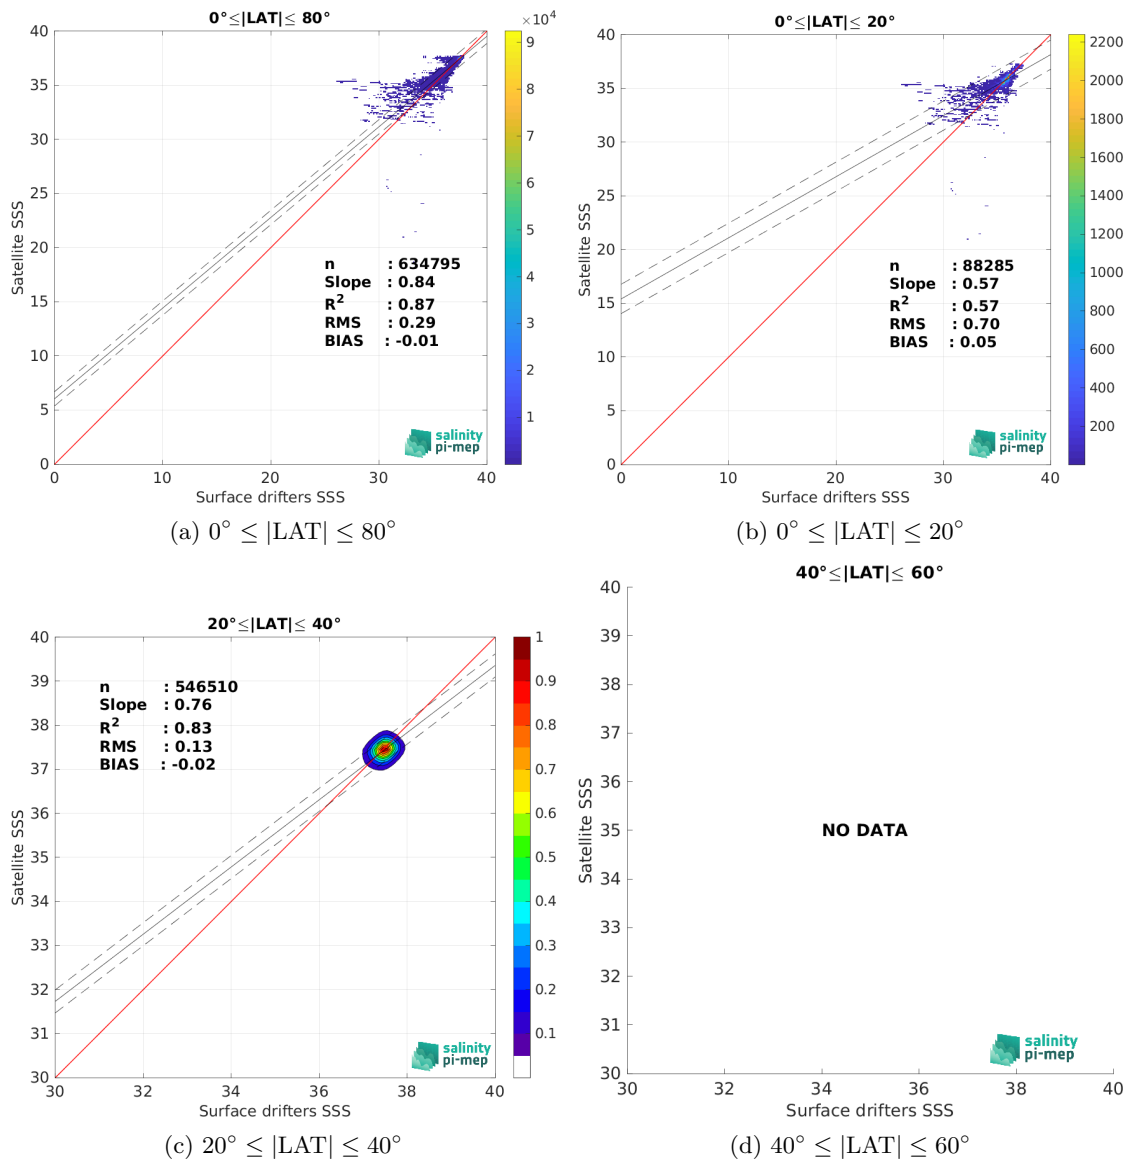 0°≤|LAT|≤ 80°
×10⁴
Satellite SSS
40
35
30
25
20
15
10
5
0
0
10
20
30
40
Surface drifters SSS
n : 634795
Slope : 0.84
R² : 0.87
RMS : 0.29
BIAS : -0.01
salinity
pi-mep
9
8
7
6
5
4
3
2
1
(a) 0° ≤ |LAT| ≤ 80°
0°≤|LAT|≤ 20°
Satellite SSS
40
35
30
25
20
15
10
5
0
0
10
20
30
40
Surface drifters SSS
n : 88285
Slope : 0.57
R² : 0.57
RMS : 0.70
BIAS : 0.05
salinity
pi-mep
2200
2000
1800
1600
1400
1200
1000
800
600
400
200
(b) 0° ≤ |LAT| ≤ 20°
20°≤|LAT|≤ 40°
Satellite SSS
40
39
38
37
36
35
34
33
32
31
30
30
32
34
36
38
40
Surface drifters SSS
n : 546510
Slope : 0.76
R² : 0.83
RMS : 0.13
BIAS : -0.02
salinity
pi-mep
1
0.9
0.8
0.7
0.6
0.5
0.4
0.3
0.2
0.1
(c) 20° ≤ |LAT| ≤ 40°
40°≤|LAT|≤ 60°
Satellite SSS
40
39
38
37
36
35
34
33
32
31
30
30
32
34
36
38
40
Surface drifters SSS
NO DATA
salinity
pi-mep
(d) 40° ≤ |LAT| ≤ 60°